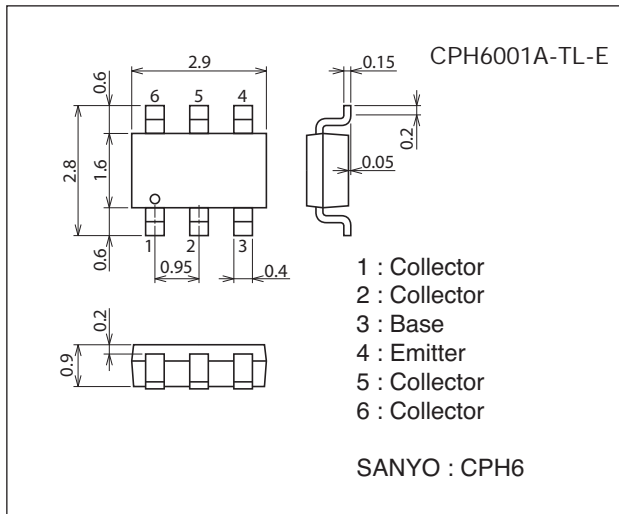 CPH6001A-TL-E
2.9
0.15
0.6
6
5
4
0.2
2.8
1.6
0.05
0.6
1
2
3
0.95
0.4
1 : Collector
2 : Collector
3 : Base
4 : Emitter
5 : Collector
6 : Collector
0.2
0.9
SANYO : CPH6